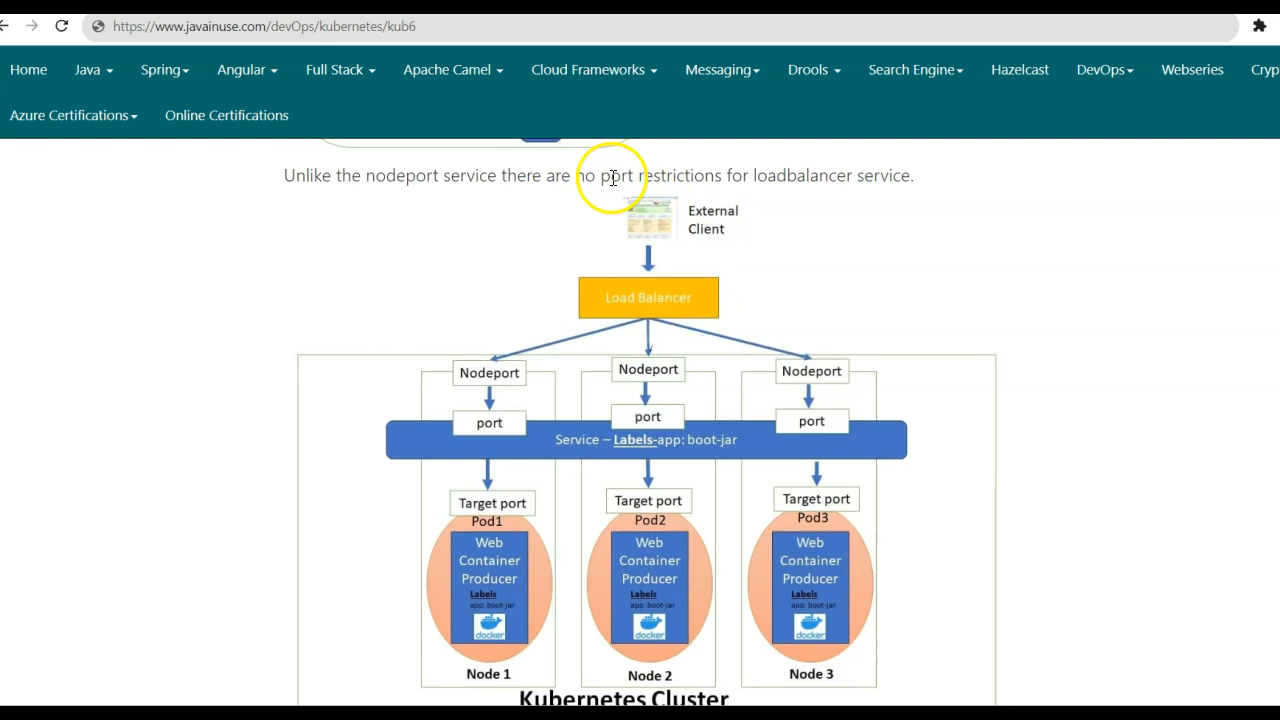 https://www.javainuse.com/devOps/kubernetes/kub6
Home Java Spring Angular Full Stack Apache Camel Cloud Frameworks Messaging Drools Search Engine Hazelcast DevOps Webseries Cryp
Azure Certifications Online Certifications
Unlike the nodeport service there are no port restrictions for loadbalancer service.
External
Client
Load Balancer
Nodeport Nodeport Nodeport
port port port
Service – Labels-app: boot-jar
Target port Target port Target port
Pod1 Pod2 Pod3
Web Web Web
Container Container Container
Producer Producer Producer
Labels Labels Labels
app: boot-jar app: boot-jar app: boot-jar
docker docker docker
Node 1 Node 2 Node 3
Kubernetes Cluster